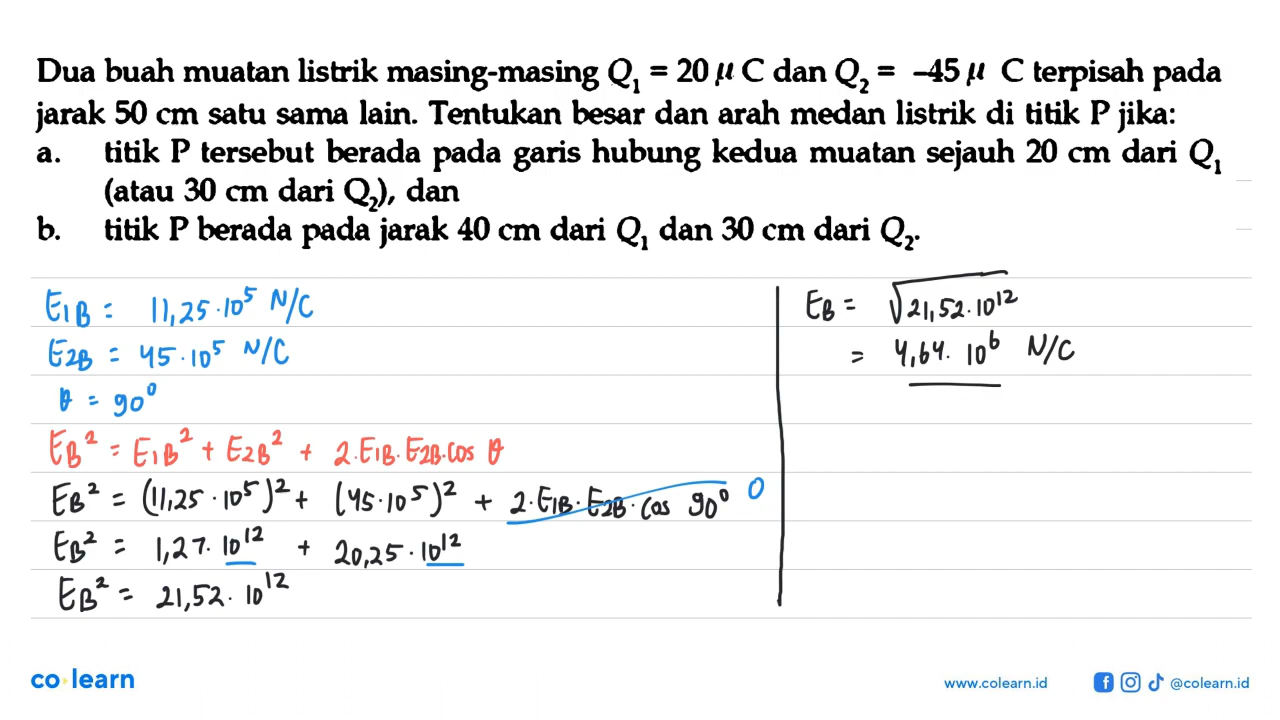 Dua buah muatan listrik masing-masing Q₁ = 20 μ C dan Q₂ = –45 μ C terpisah pada
jarak 50 cm satu sama lain. Tentukan besar dan arah medan listrik di titik P jika:
a. titik P tersebut berada pada garis hubung kedua muatan sejauh 20 cm dari Q₁
(atau 30 cm dari Q₂), dan
b. titik P berada pada jarak 40 cm dari Q₁ dan 30 cm dari Q₂.
E1B = 11,25 · 10⁵ N/C
E2B = 45 · 10⁵ N/C
θ = 90⁰
EB² = E1B² + E2B² + 2 · E1B · E2B · cos θ
EB² = (11,25 · 10⁵)² + (45 · 10⁵)² + 2 · E1B · E2B · cos 90⁰ 0
EB² = 1,27 · 10¹² + 20,25 · 10¹²
EB² = 21,52 · 10¹²
EB = √21,52 · 10¹²
= 4,64 · 10⁶ N/C
co learn
www.colearn.id
@colearn.id